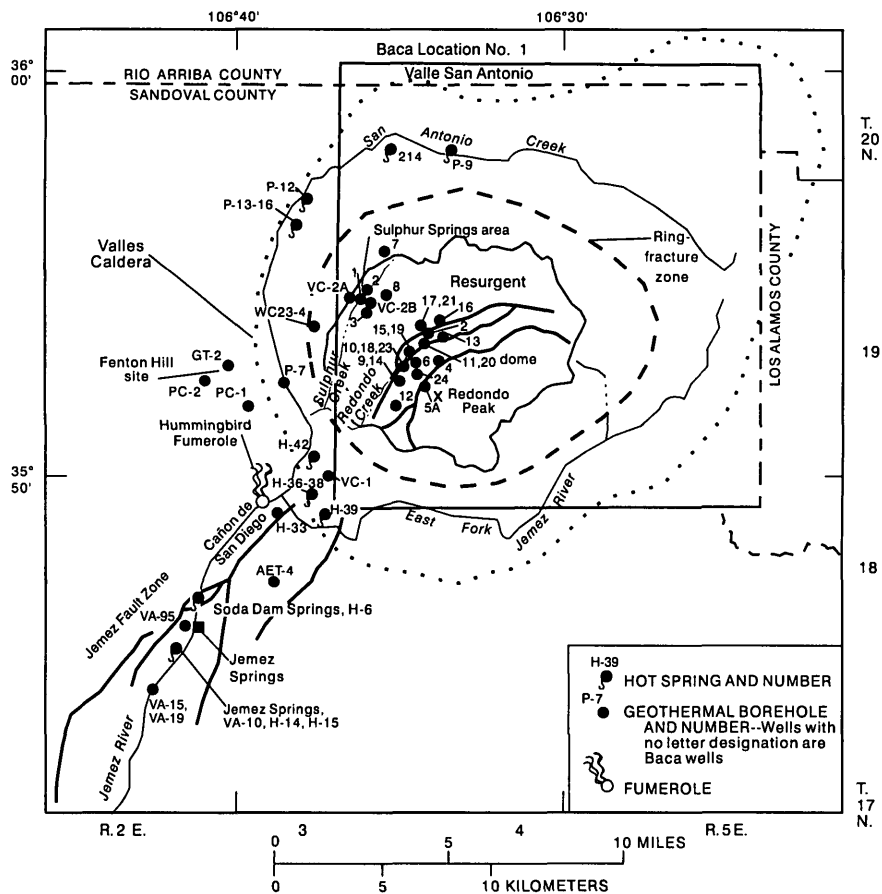 106°40'
106°30'
Baca Location No. 1
36°
00'
RIO ARRIBA COUNTY
Valle San Antonio
SANDOVAL COUNTY
T.
20
N.
San Antonio Creek
214
P-9
P-12
P-13-16
Sulphur Springs area
Ring-
fracture
zone
Valles
Caldera
7
LOS ALAMOS COUNTY
1
2
8
VC-2A
VC-2B
3
WC23-4
Resurgent
17,21
16
2
15,19
13
10,18,23
6
4
11,20
dome
9,14
24
12
5A
X
Redondo
Peak
19
GT-2
Fenton Hill
site
PC-2
PC-1
P-7
Sulphur Creek
Redondo Creek
Hummingbird
Fumerole
H-42
35°
50'
H-36-38
VC-1
H-39
H-33
Cañon de
San Diego
East Fork Jemez River
AET-4
18
Jemez Fault Zone
Soda Dam Springs, H-6
VA-95
Jemez
Springs
VA-15,
VA-19
Jemez Springs,
VA-10, H-14, H-15
Jemez River
H-39
HOT SPRING AND NUMBER
P-7
GEOTHERMAL BOREHOLE
AND NUMBER--Wells with
no letter designation are
Baca wells
FUMEROLE
T.
17
N.
R. 2 E.
3
4
R. 5 E.
0 5 10 MILES
0 5 10 KILOMETERS